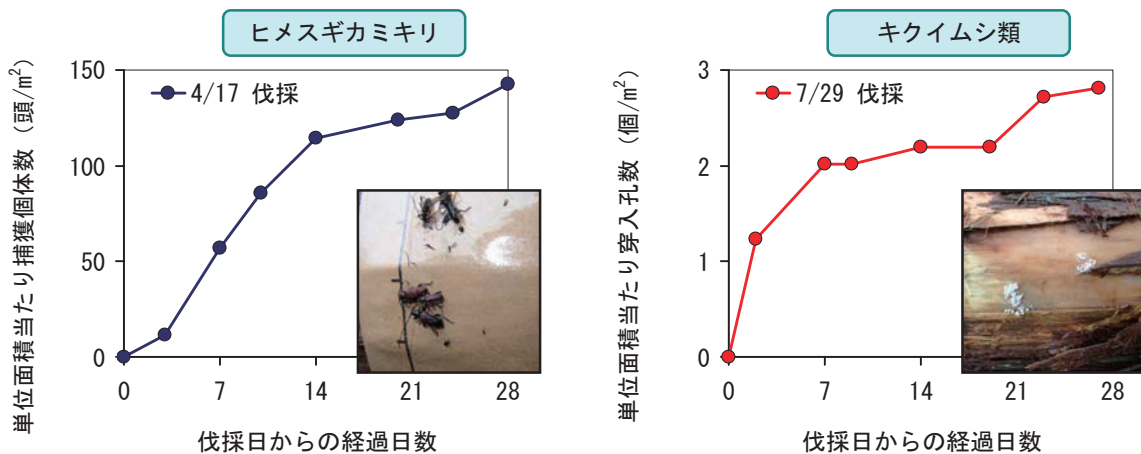 ヒメスギカミキリ
単位面積当たり捕獲個体数（頭/㎡）
150
100
50
0
4/17 伐採
0 7 14 21 28
伐採日からの経過日数
キクイムシ類
単位面積当たり穿入孔数（個/㎡）
3
2
1
0
7/29 伐採
0 7 14 21 28
伐採日からの経過日数